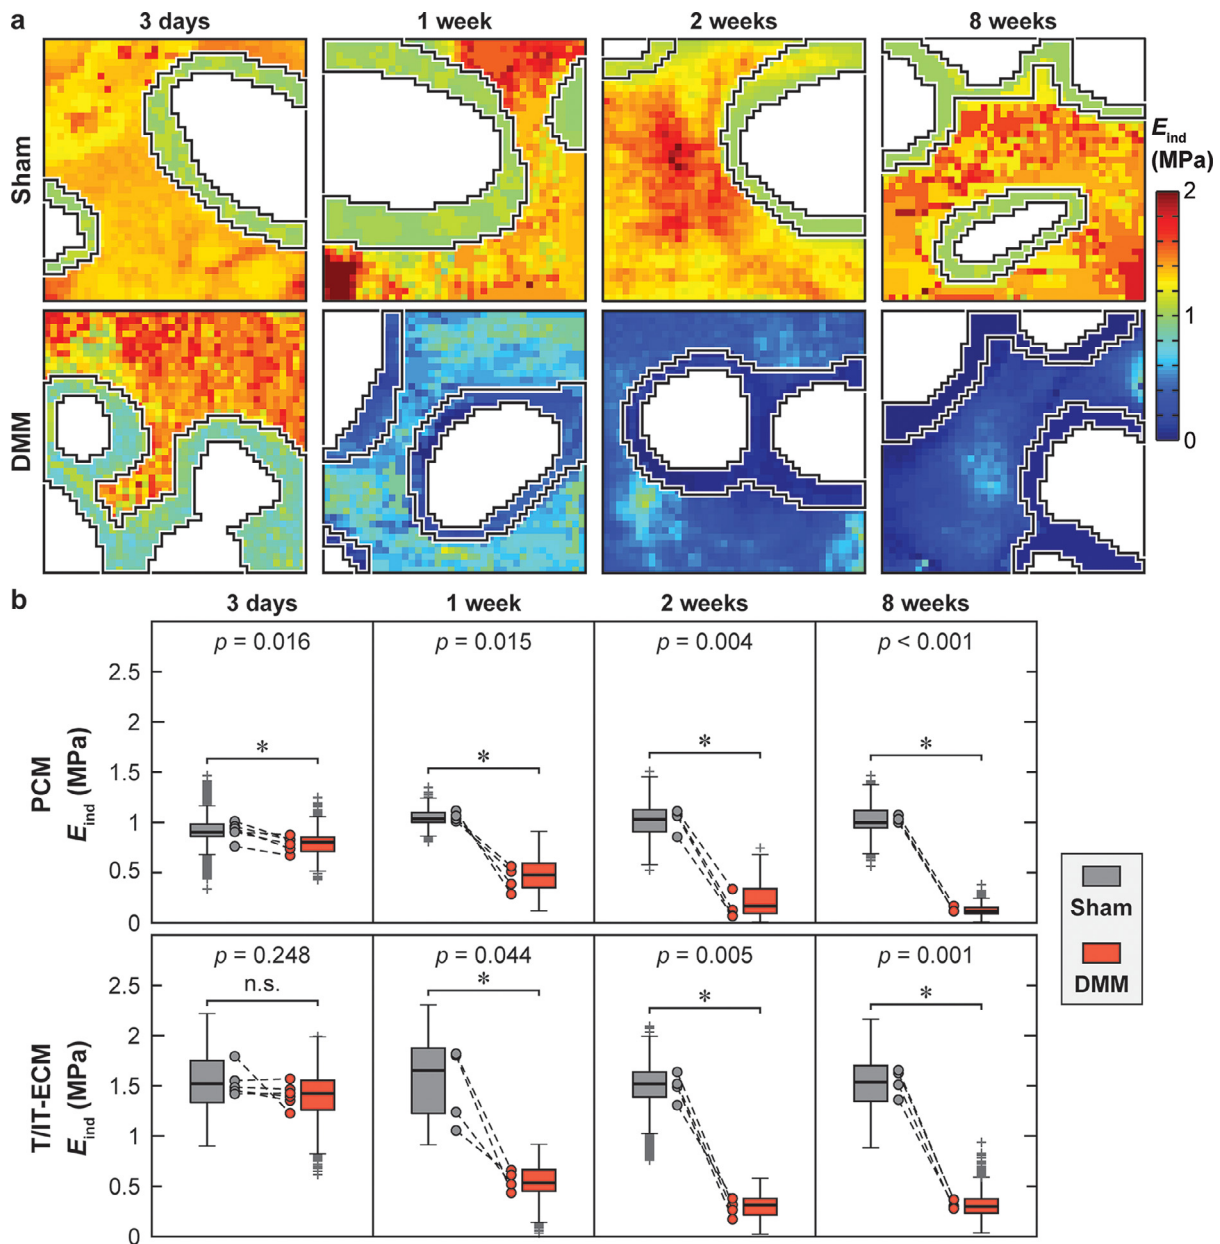 a
3 days 1 week 2 weeks 8 weeks
Sham
DMM
E_ind
(MPa)
2
1
0
b
3 days 1 week 2 weeks 8 weeks
PCM
E_ind (MPa)
2.5
2
1.5
1
0.5
0
p = 0.016 p = 0.015 p = 0.004 p < 0.001
* * * *
T/IT-ECM
E_ind (MPa)
2.5
2
1.5
1
0.5
0
p = 0.248 p = 0.044 p = 0.005 p = 0.001
n.s. * * *
Sham
DMM